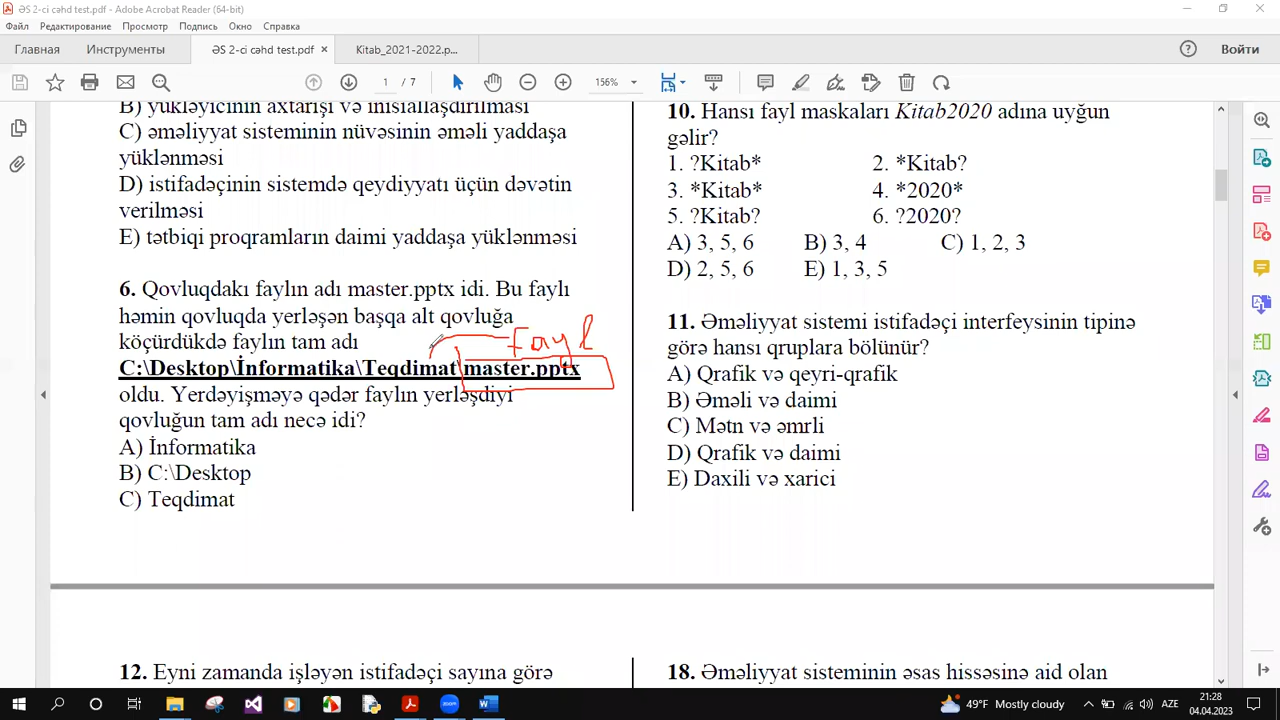 ƏS 2-ci cəhd test.pdf - Adobe Acrobat Reader (64-bit)
Файл Редактирование Просмотр Подпись Окно Справка
Главная Инструменты ƏS 2-ci cəhd test.pdf × Kitab_2021-2022.p... Войти
1 / 7 156%
B) yükləyicinin axtarışı və inisiallaşdırılması
C) əməliyyat sisteminin nüvəsinin əməli yaddaşa
yüklənməsi
D) istifadəçinin sistemdə qeydiyyatı üçün dəvətin
verilməsi
E) tətbiqi proqramların daimi yaddaşa yüklənməsi
6. Qovluqdakı faylın adı master.pptx idi. Bu faylı
həmin qovluqda yerləşən başqa alt qovluğa
köçürdükdə faylın tam adı
Fayl
C:\Desktop\İnformatika\Teqdimat\master.pptx
oldu. Yerdəyişməyə qədər faylın yerləşdiyi
qovluğun tam adı necə idi?
A) İnformatika
B) C:\Desktop
C) Teqdimat
10. Hansı fayl maskaları Kitab2020 adına uyğun
gəlir?
1. ?Kitab* 2. *Kitab?
3. *Kitab* 4. *2020*
5. ?Kitab? 6. ?2020?
A) 3, 5, 6 B) 3, 4 C) 1, 2, 3
D) 2, 5, 6 E) 1, 3, 5
11. Əməliyyat sistemi istifadəçi interfeysinin tipinə
görə hansı qruplara bölünür?
A) Qrafik və qeyri-qrafik
B) Əməli və daimi
C) Mətn və əmrli
D) Qrafik və daimi
E) Daxili və xarici
12. Eyni zamanda işləyən istifadəçi sayına görə
18. Əməliyyat sisteminin əsas hissəsinə aid olan
49°F Mostly cloudy AZE 21:28
04.04.2023